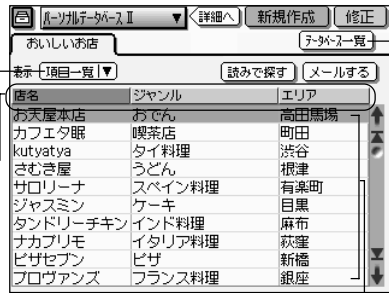 パーソナルデータベースⅡ ▼ 詳細へ 新規作成 修正
おいしいお店 データベース一覧
表示 項目一覧 ▼ 読みで探す メールする
店名 ジャンル エリア
お天屋本店 おでん 高田馬場
カフェタ眠 喫茶店 町田
kutyatya タイ料理 渋谷
さむき屋 うどん 根津
サロリーナ スペイン料理 有楽町
ジャスミン ケーキ 目黒
タンドリーチキン インド料理 麻布
ナカプリモ イタリア料理 荻窪
ピザセブン ピザ 新橋
プロヴァンズ フランス料理 銀座